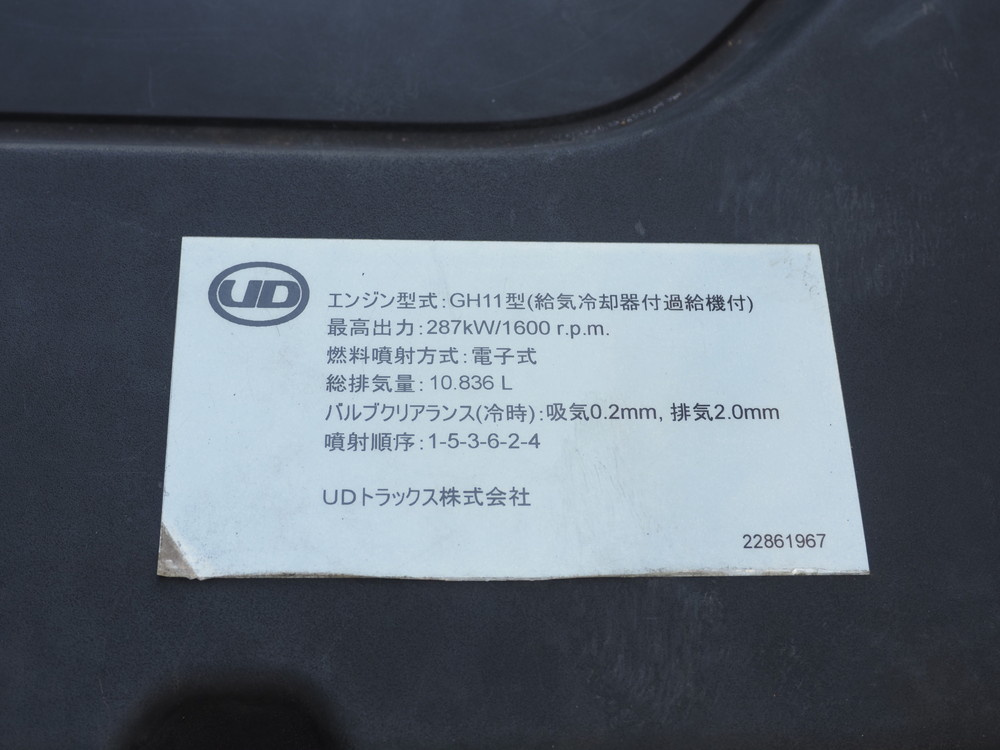 UD
エンジン型式:GH11型(給気冷却器付過給機付)
最高出力:287kW/1600 r.p.m.
燃料噴射方式:電子式
総排気量:10.836 L
バルブクリアランス(冷時):吸気0.2mm, 排気2.0mm
噴射順序:1-5-3-6-2-4
UDトラックス株式会社
22861967